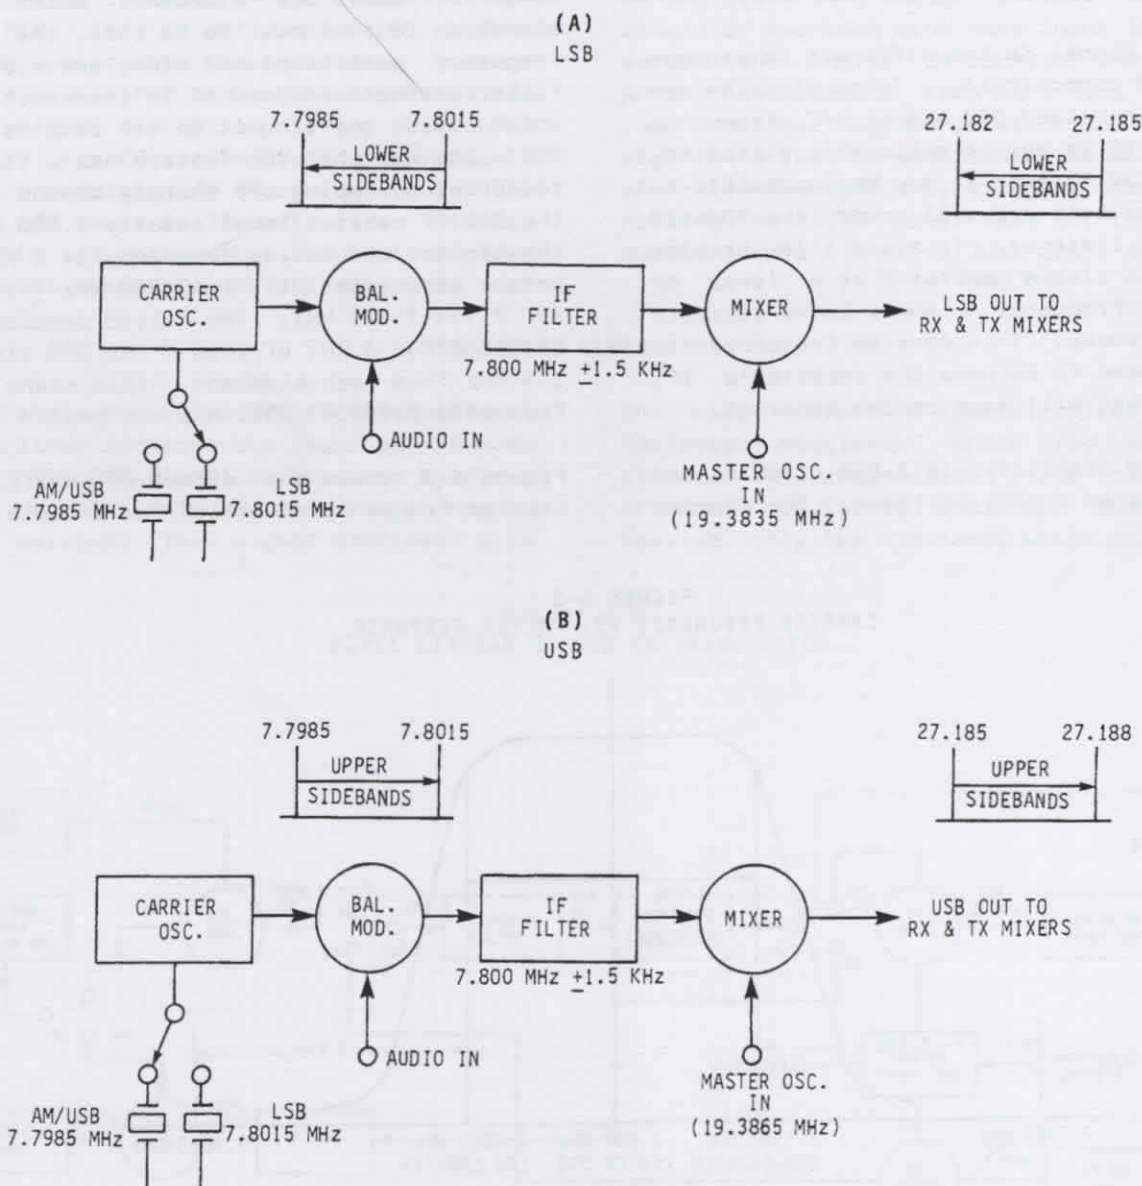 (A)
LSB
7.7985 7.8015
LOWER
SIDEBANDS
27.182 27.185
LOWER
SIDEBANDS
CARRIER
OSC.
BAL.
MOD.
IF
FILTER
MIXER
LSB OUT TO
RX & TX MIXERS
7.800 MHz ±1.5 KHz
AUDIO IN
MASTER OSC.
IN
(19.3835 MHz)
AM/USB
7.7985 MHz
LSB
7.8015 MHz
(B)
USB
7.7985 7.8015
UPPER
SIDEBANDS
27.185 27.188
UPPER
SIDEBANDS
CARRIER
OSC.
BAL.
MOD.
IF
FILTER
MIXER
USB OUT TO
RX & TX MIXERS
7.800 MHz ±1.5 KHz
AUDIO IN
MASTER OSC.
IN
(19.3865 MHz)
AM/USB
7.7985 MHz
LSB
7.8015 MHz